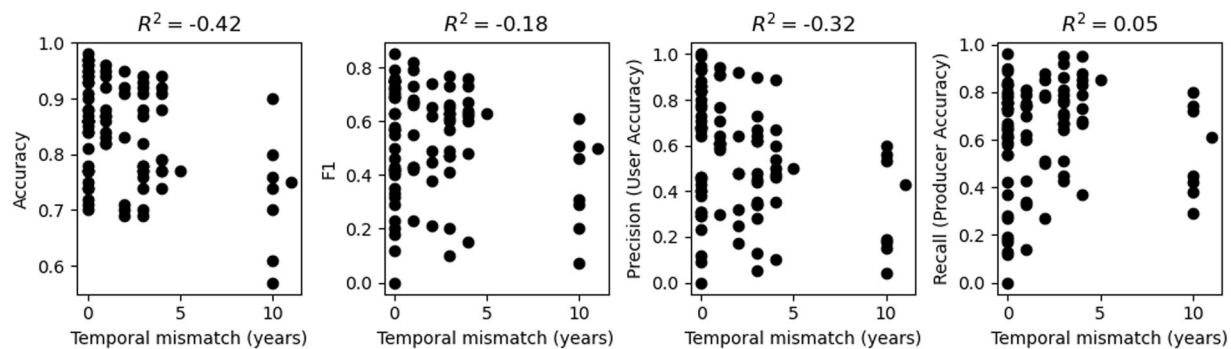 R² = -0.42
Accuracy
1.0
0.9
0.8
0.7
0.6
0
5
10
Temporal mismatch (years)
R² = -0.18
F1
0.8
0.6
0.4
0.2
0.0
0
5
10
Temporal mismatch (years)
R² = -0.32
Precision (User Accuracy)
1.0
0.8
0.6
0.4
0.2
0.0
0
5
10
Temporal mismatch (years)
R² = 0.05
Recall (Producer Accuracy)
1.0
0.8
0.6
0.4
0.2
0.0
0
5
10
Temporal mismatch (years)